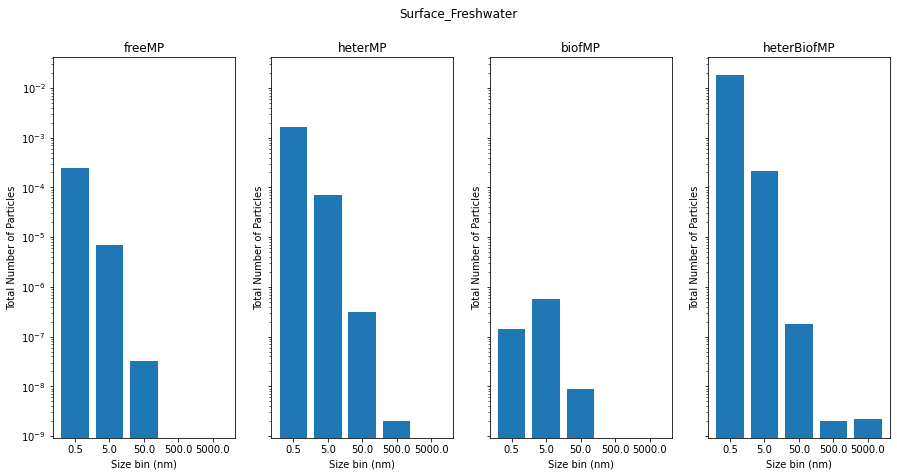 Surface_Freshwater
freeMP
heterMP
biofMP
heterBiofMP
Total Number of Particles
10⁻²
10⁻³
10⁻⁴
10⁻⁵
10⁻⁶
10⁻⁷
10⁻⁸
10⁻⁹
0.5 5.0 50.0 500.0 5000.0
Size bin (nm)
Total Number of Particles
0.5 5.0 50.0 500.0 5000.0
Size bin (nm)
Total Number of Particles
0.5 5.0 50.0 500.0 5000.0
Size bin (nm)
Total Number of Particles
0.5 5.0 50.0 500.0 5000.0
Size bin (nm)